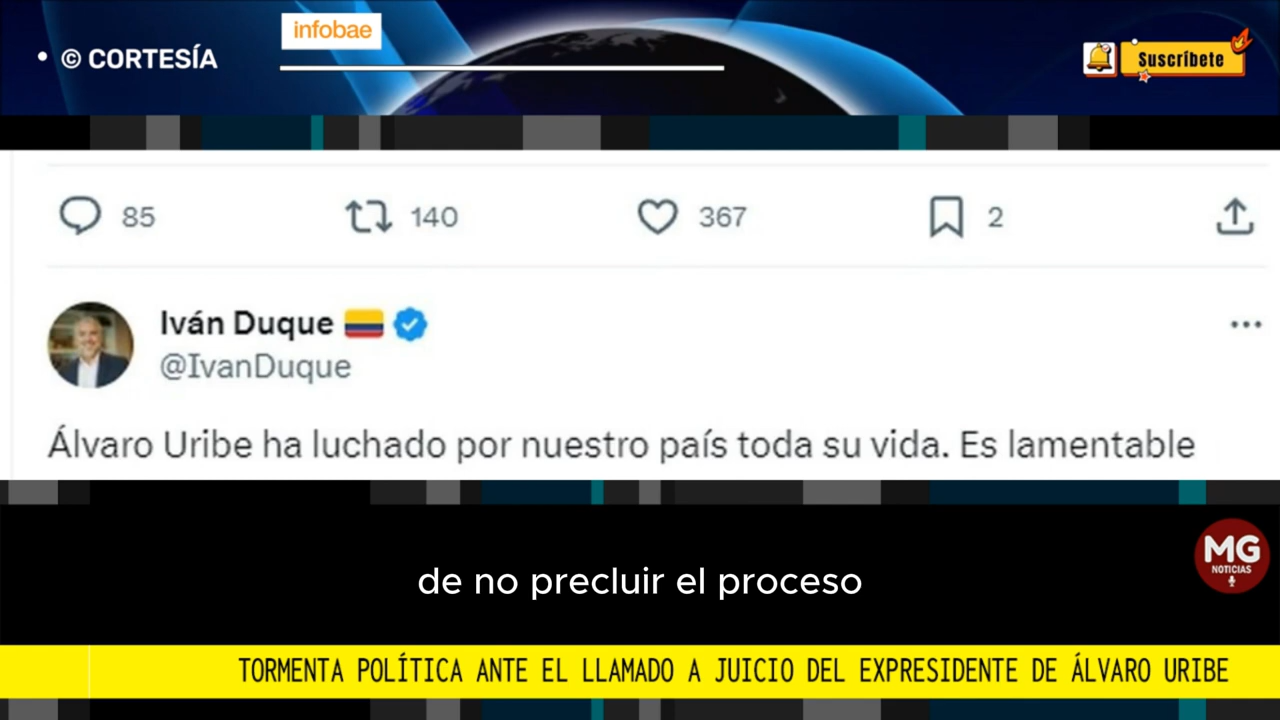 infobae
© CORTESÍA
Suscríbete
85 140 367 2
Iván Duque
@IvanDuque
Álvaro Uribe ha luchado por nuestro país toda su vida. Es lamentable
de no precluir el proceso
MG
NOTICIAS
TORMENTA POLÍTICA ANTE EL LLAMADO A JUICIO DEL EXPRESIDENTE DE ÁLVARO URIBE